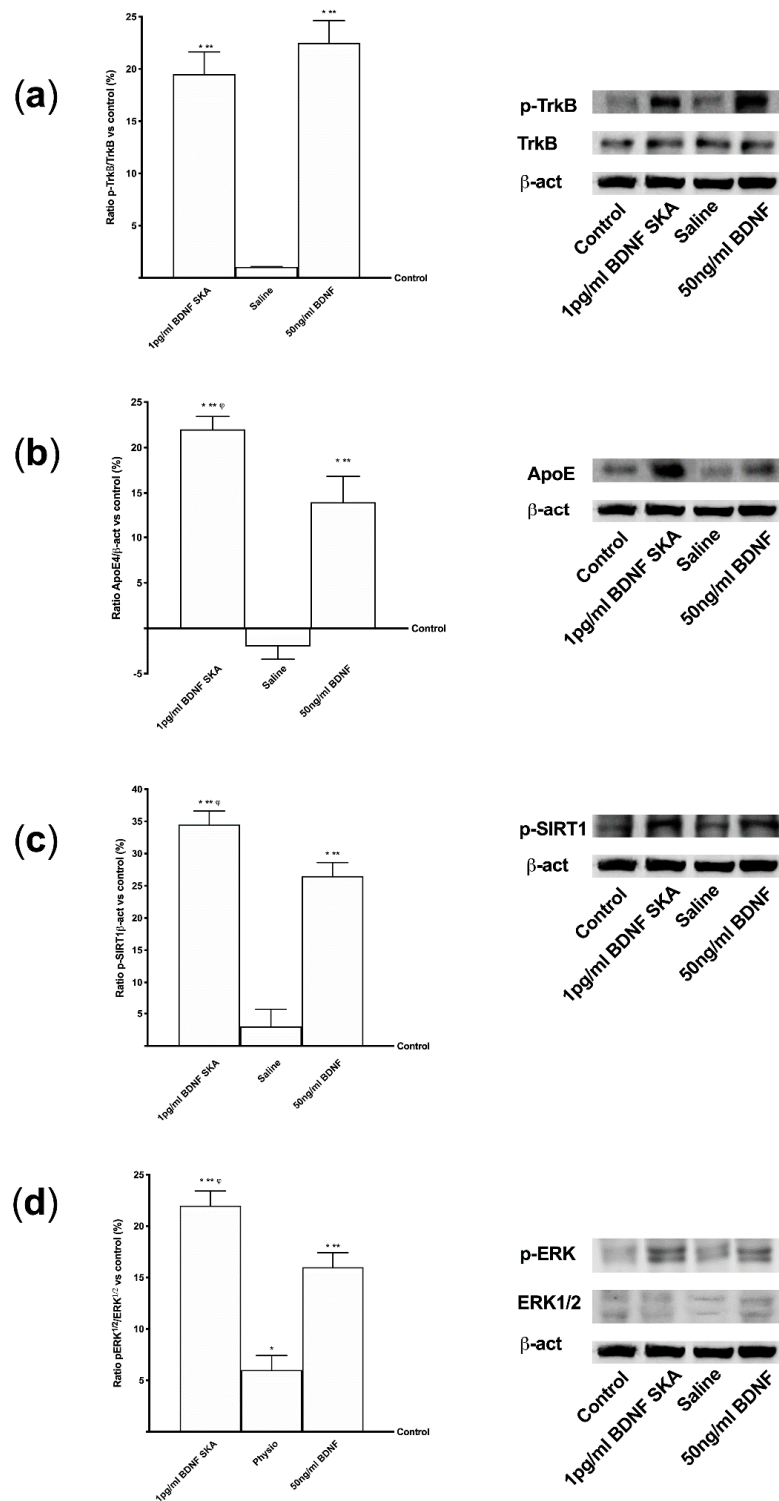 (a)
Ratio p-TrkB/TrkB vs control (%)
25
20
15
10
5
* **
* **
Control
1pg/ml BDNF SKA
Saline
50ng/ml BDNF
p-TrkB
TrkB
β-act
Control
1pg/ml BDNF SKA
Saline
50ng/ml BDNF
(b)
Ratio ApoE4/β-act vs control (%)
25
20
15
10
5
-5
* ** φ
* **
Control
1pg/ml BDNF SKA
Saline
50ng/ml BDNF
ApoE
β-act
Control
1pg/ml BDNF SKA
Saline
50ng/ml BDNF
(c)
Ratio p-SIRT1β-act vs control (%)
40
35
30
25
20
15
10
5
* ** φ
* **
Control
1pg/ml BDNF SKA
Saline
50ng/ml BDNF
p-SIRT1
β-act
Control
1pg/ml BDNF SKA
Saline
50ng/ml BDNF
(d)
Ratio pERK1/2/ERK1/2 vs control (%)
25
20
15
10
5
* ** φ
*
* **
Control
1pg/ml BDNF SKA
Physio
50ng/ml BDNF
p-ERK
ERK1/2
β-act
Control
1pg/ml BDNF SKA
Saline
50ng/ml BDNF